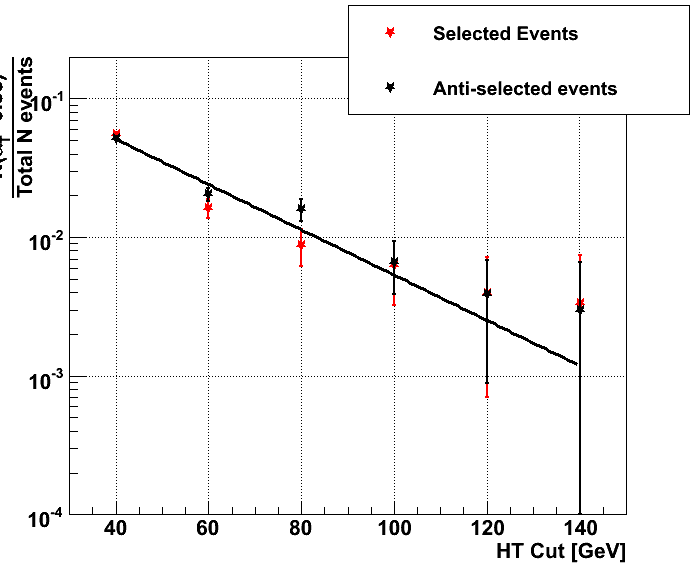 Selected Events
Anti-selected events
Total N events
10^-1
10^-2
10^-3
10^-4
40 60 80 100 120 140
HT Cut [GeV]